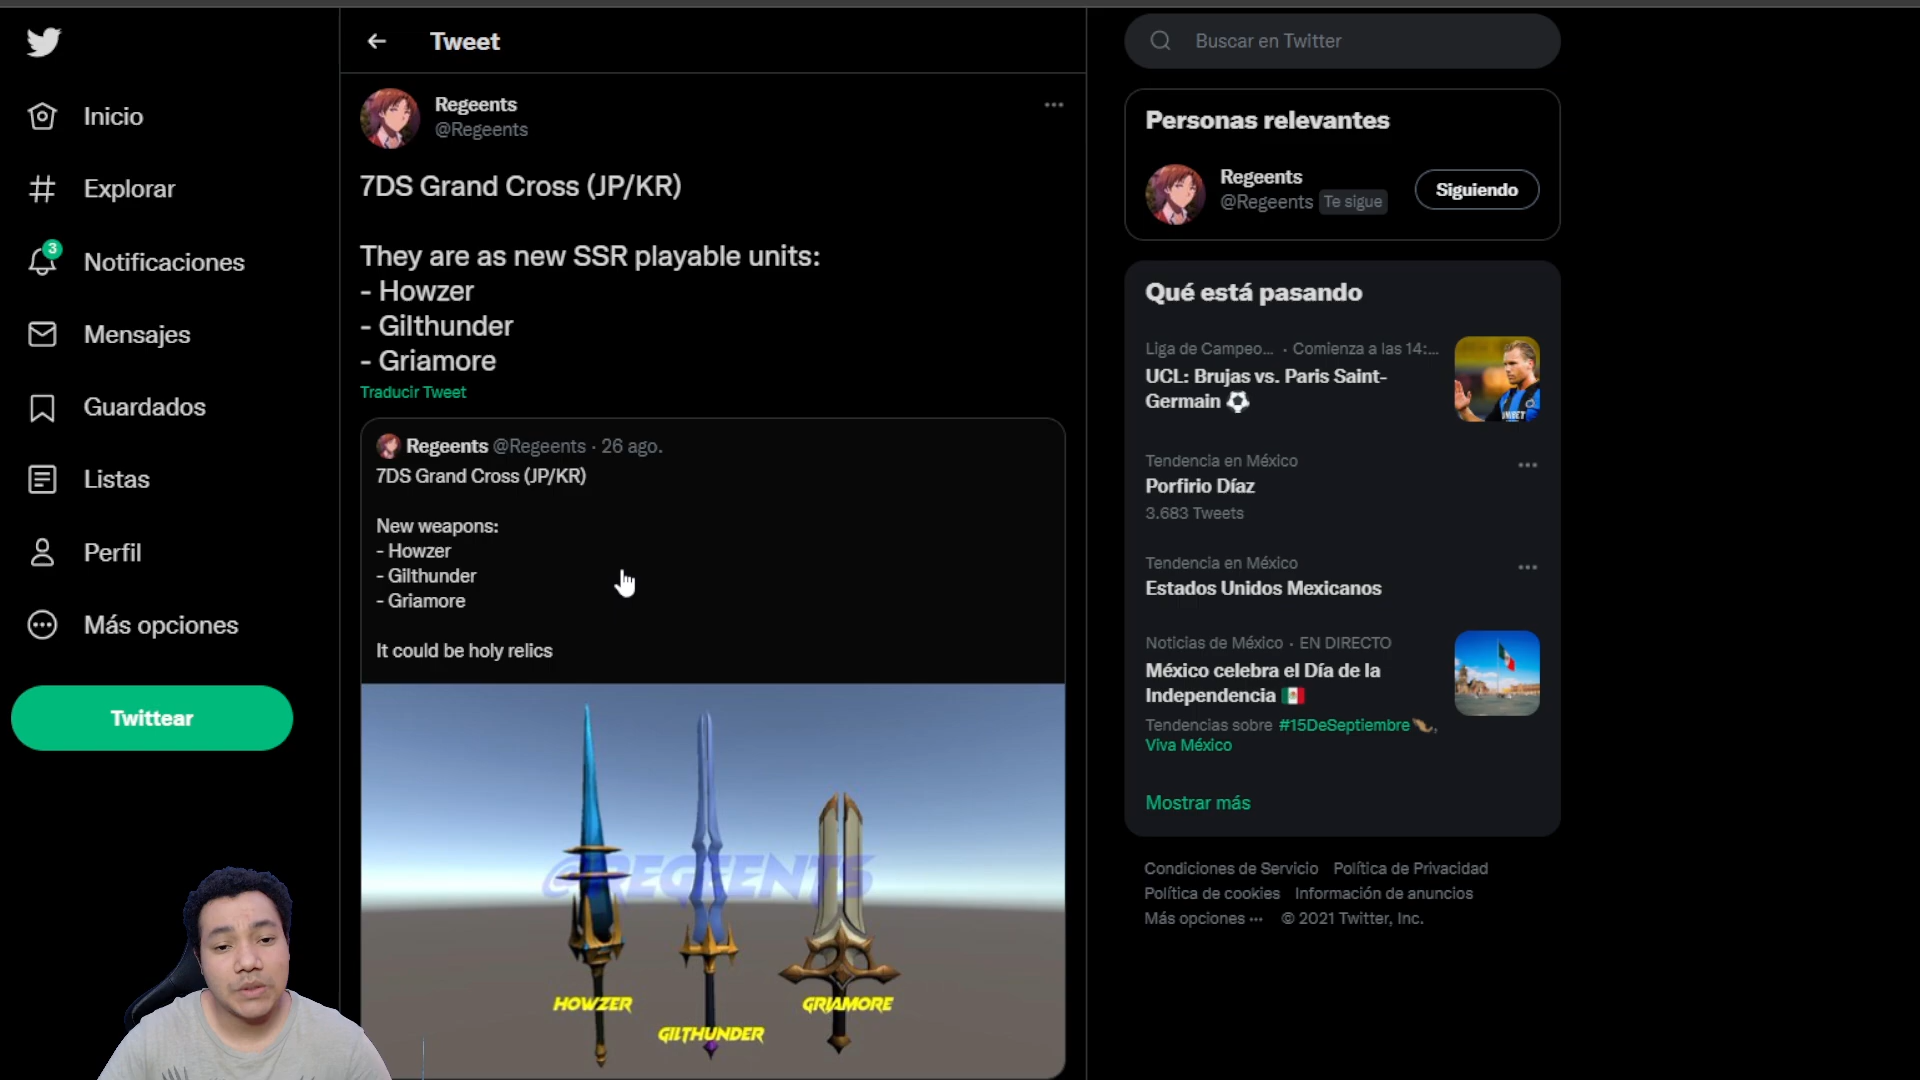 Inicio
Explorar
3
Notificaciones
Mensajes
Guardados
Listas
Perfil
Más opciones
Twittear
Tweet
Regeents
@Regeents
7DS Grand Cross (JP/KR)
They are as new SSR playable units:
- Howzer
- Gilthunder
- Griamore
Traducir Tweet
Regeents @Regeents · 26 ago.
7DS Grand Cross (JP/KR)
New weapons:
- Howzer
- Gilthunder
- Griamore
It could be holy relics
@REGEENTS
HOWZER
GILTHUNDER
GRIAMORE
Buscar en Twitter
Personas relevantes
Regeents
@Regeents Te sigue
Siguiendo
Qué está pasando
Liga de Campeo... · Comienza a las 14:...
UCL: Brujas vs. Paris Saint-
Germain
Tendencia en México
Porfirio Díaz
3.683 Tweets
Tendencia en México
Estados Unidos Mexicanos
Noticias de México · EN DIRECTO
México celebra el Día de la
Independencia
Tendencias sobre #15DeSeptiembre,
Viva México
Mostrar más
Condiciones de Servicio Política de Privacidad
Política de cookies Información de anuncios
Más opciones ··· © 2021 Twitter, Inc.